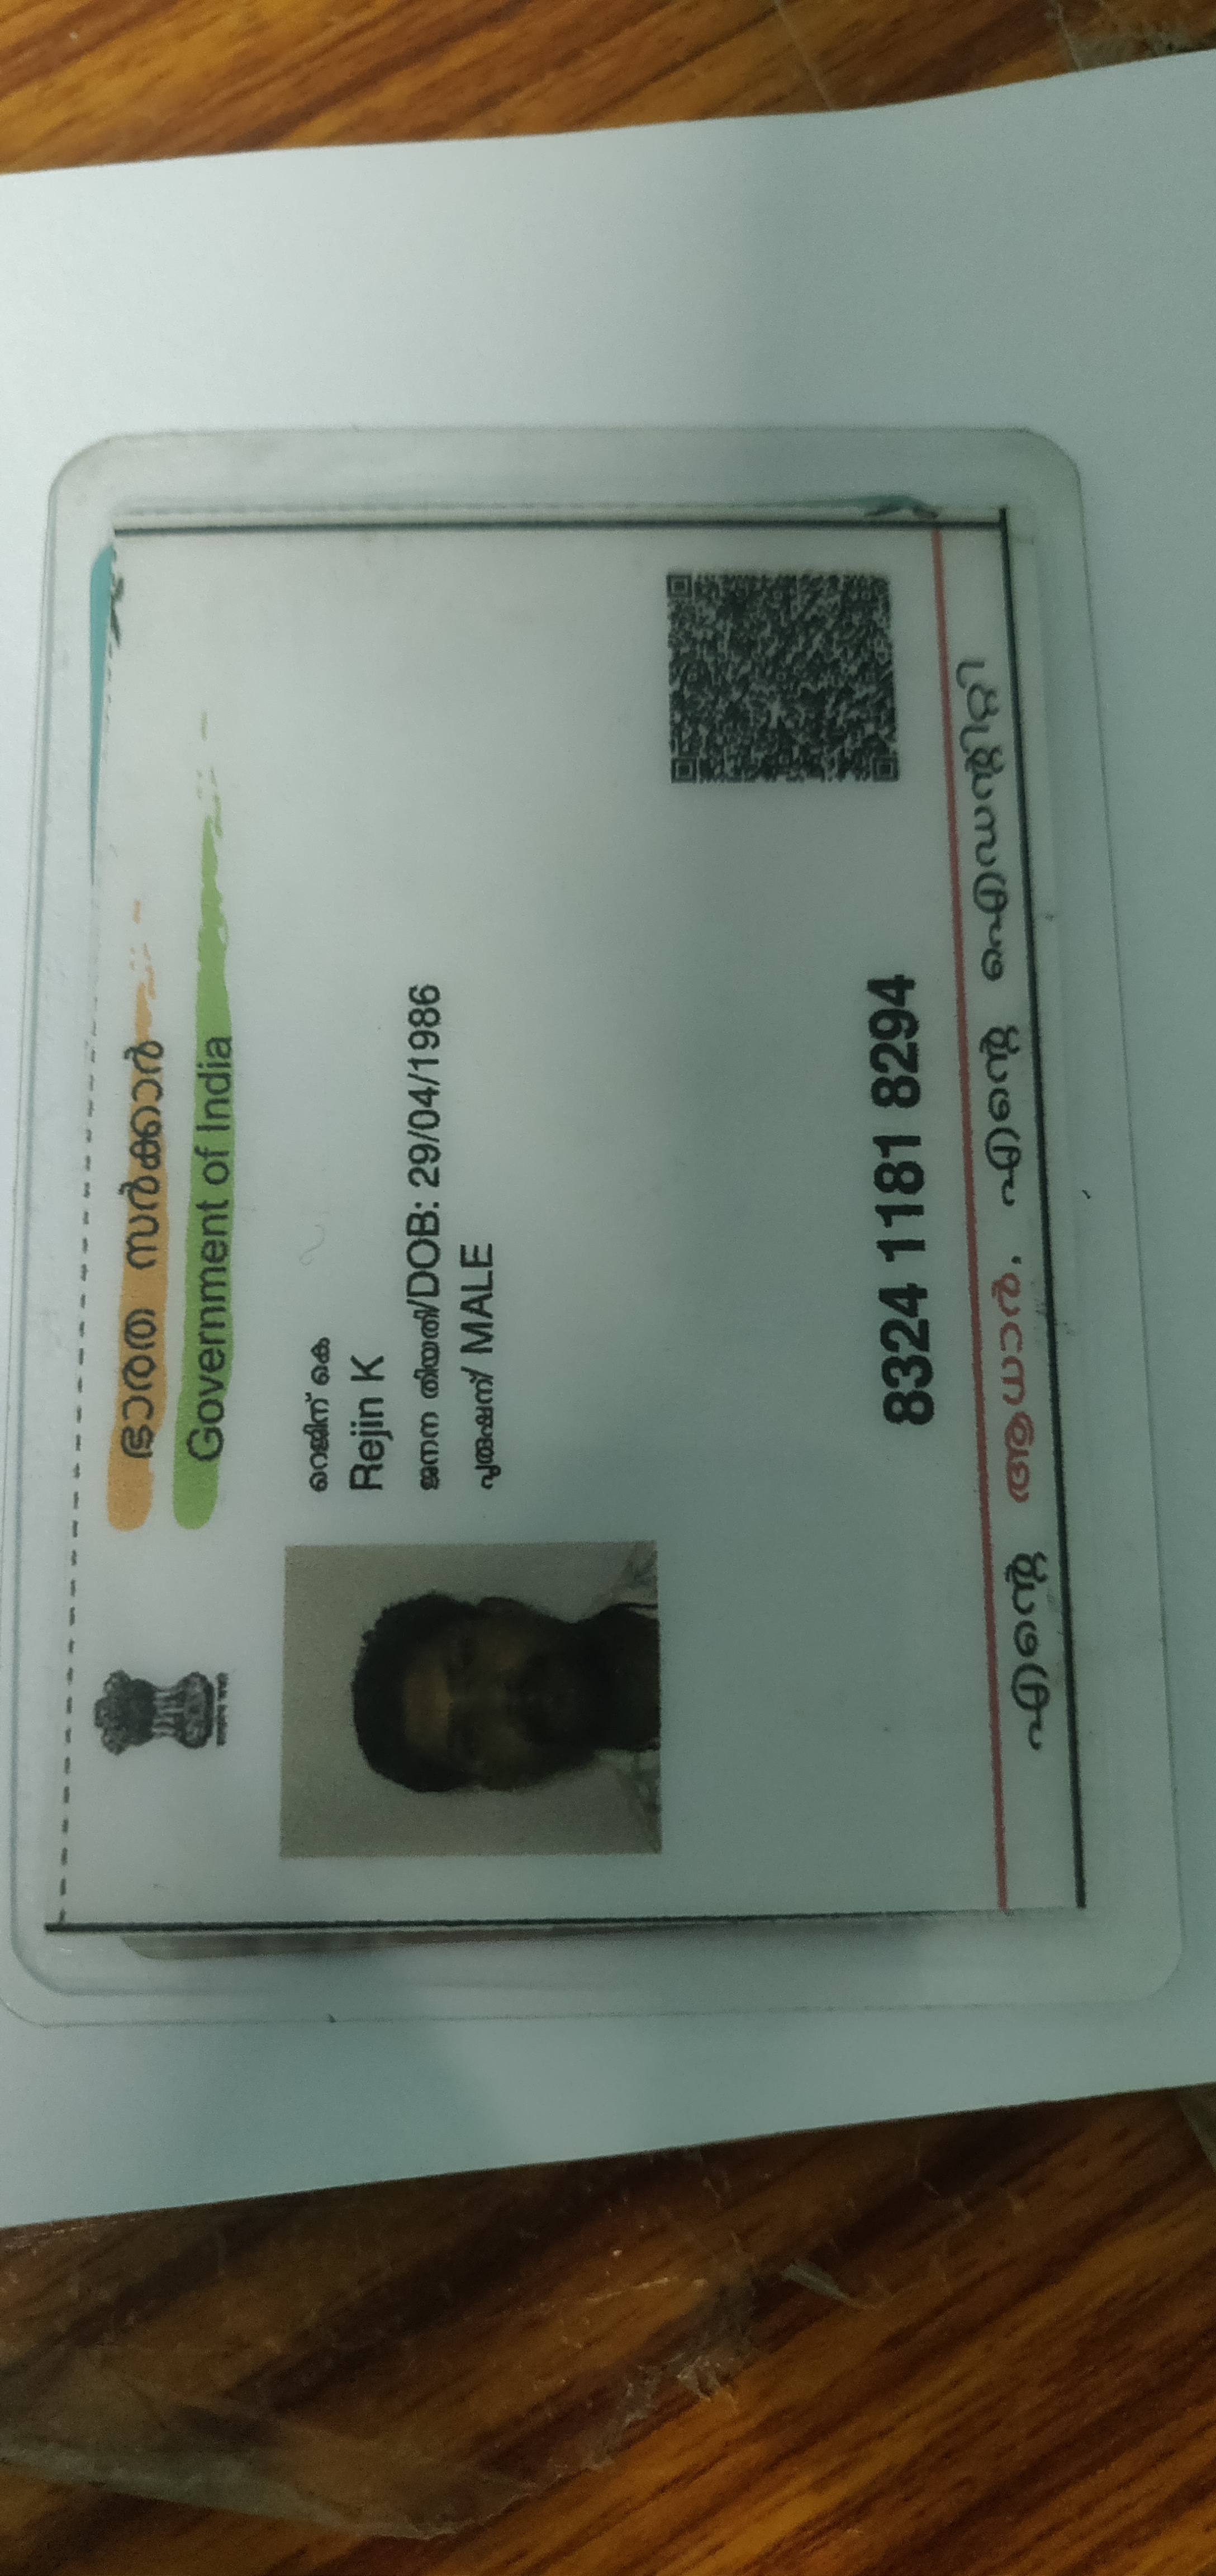 ഭാരത സർക്കാർ
Government of India
റെജിന് കെ
Rejin K
ജനന തിയതി/DOB: 29/04/1986
പുരുഷന്/ MALE
8324 1181 8294
എന്റെ ആധാർ, എന്റെ ഐഡന്റിറ്റി